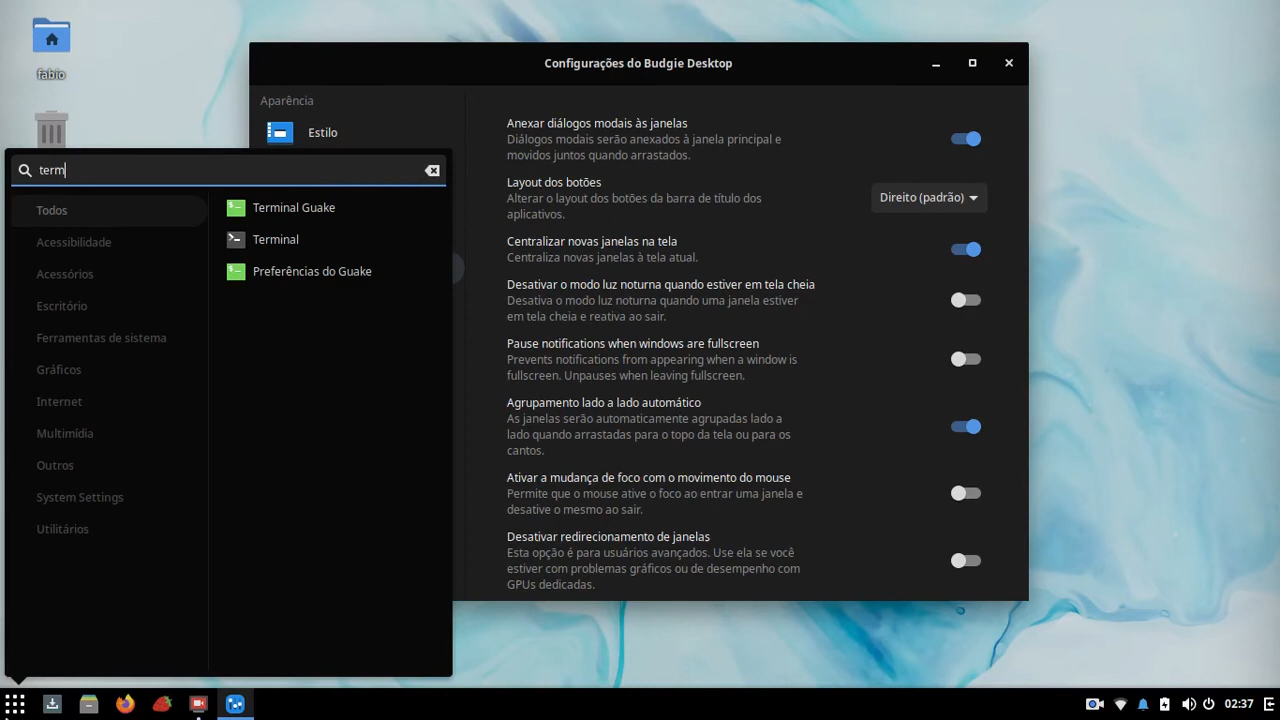 fabio
Configurações do Budgie Desktop
Aparência
Estilo
term
Todos
Acessibilidade
Acessórios
Escritório
Ferramentas de sistema
Gráficos
Internet
Multimídia
Outros
System Settings
Utilitários
Terminal Guake
Terminal
Preferências do Guake
Anexar diálogos modais às janelas
Diálogos modais serão anexados à janela principal e
movidos juntos quando arrastados.
Layout dos botões
Alterar o layout dos botões da barra de título dos
aplicativos.
Direito (padrão)
Centralizar novas janelas na tela
Centraliza novas janelas à tela atual.
Desativar o modo luz noturna quando estiver em tela cheia
Desativa o modo luz noturna quando uma janela estiver
em tela cheia e reativa ao sair.
Pause notifications when windows are fullscreen
Prevents notifications from appearing when a window is
fullscreen. Unpauses when leaving fullscreen.
Agrupamento lado a lado automático
As janelas serão automaticamente agrupadas lado a
lado quando arrastadas para o topo da tela ou para os
cantos.
Ativar a mudança de foco com o movimento do mouse
Permite que o mouse ative o foco ao entrar uma janela e
desative o mesmo ao sair.
Desativar redirecionamento de janelas
Esta opção é para usuários avançados. Use ela se você
estiver com problemas gráficos ou de desempenho com
GPUs dedicadas.
02:37